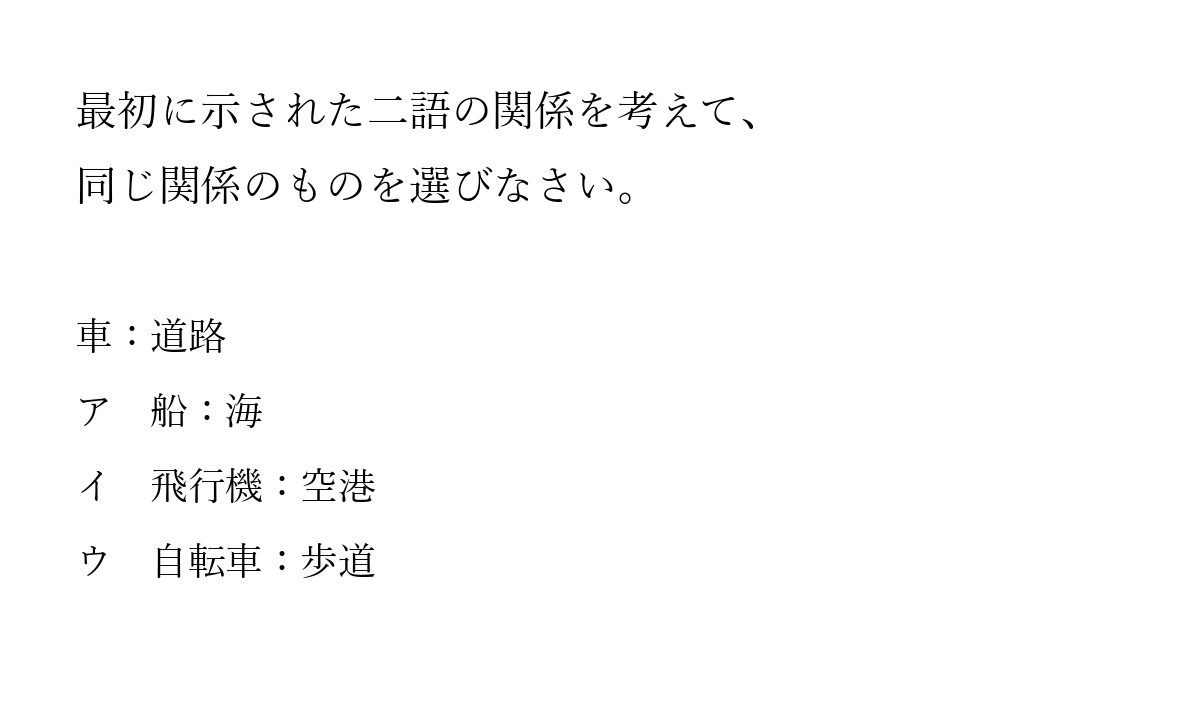 最初に示された二語の関係を考えて、
同じ関係のものを選びなさい。
車：道路
ア　船：海
イ　飛行機：空港
ウ　自転車：歩道